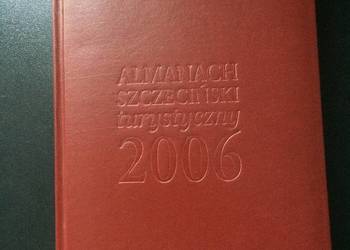 ALMANACH
SZCZECIŃSKI
turystyczny
2006